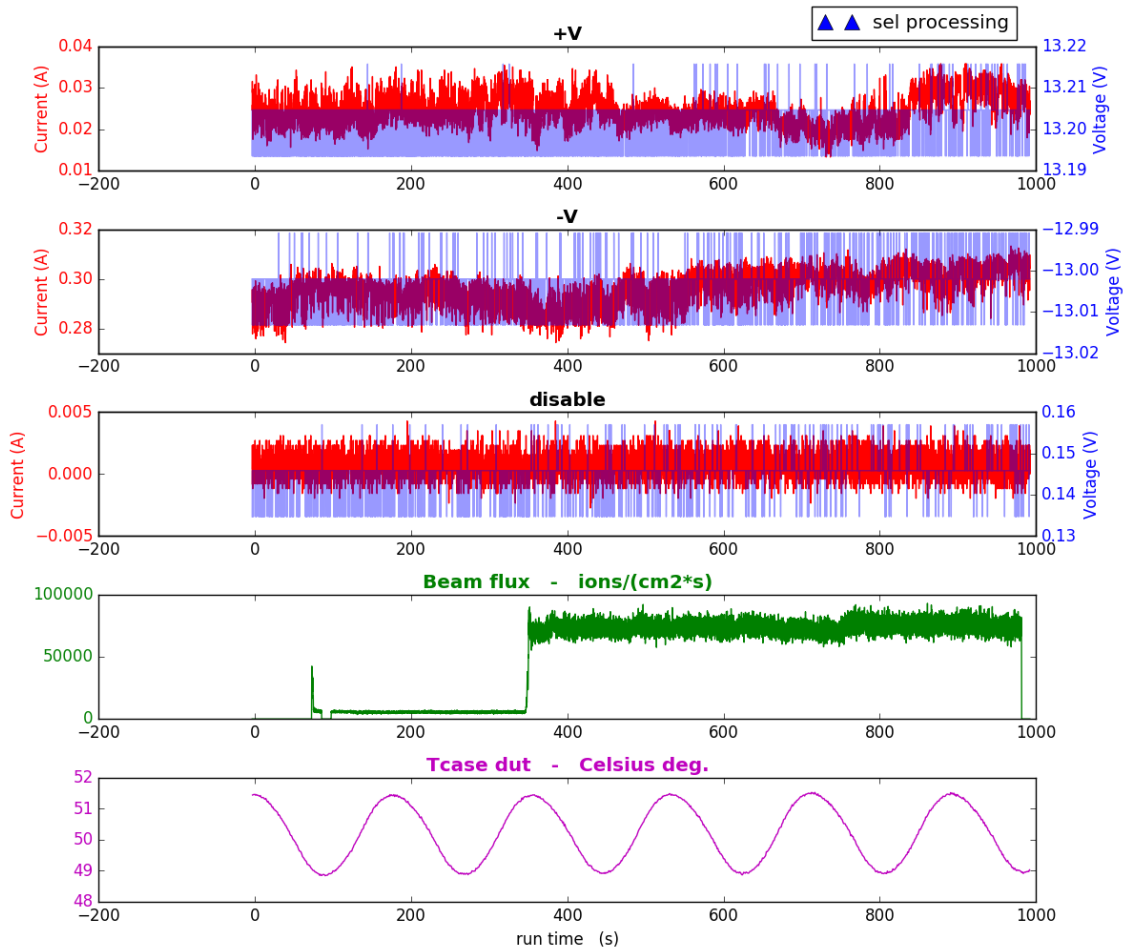 ▲ ▲ sel processing
+V
Current (A)
0.04
0.03
0.02
0.01
13.22
13.21
13.20
13.19
Voltage (V)
−200 0 200 400 600 800 1000
-V
Current (A)
0.32
0.30
0.28
−12.99
−13.00
−13.01
−13.02
Voltage (V)
−200 0 200 400 600 800 1000
disable
Current (A)
0.005
0.000
−0.005
0.16
0.15
0.14
0.13
Voltage (V)
−200 0 200 400 600 800 1000
Beam flux - ions/(cm2*s)
100000
50000
0
−200 0 200 400 600 800 1000
Tcase dut - Celsius deg.
52
51
50
49
48
−200 0 200 400 600 800 1000
run time (s)